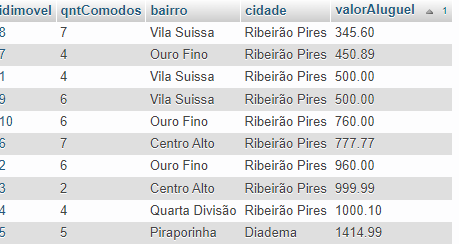 idimovel qntComodos bairro cidade valorAluguel 1
8 7 Vila Suissa Ribeirão Pires 345.60
7 4 Ouro Fino Ribeirão Pires 450.89
1 4 Vila Suissa Ribeirão Pires 500.00
9 6 Vila Suissa Ribeirão Pires 500.00
10 6 Ouro Fino Ribeirão Pires 760.00
6 7 Centro Alto Ribeirão Pires 777.77
2 6 Ouro Fino Ribeirão Pires 960.00
3 2 Centro Alto Ribeirão Pires 999.99
4 4 Quarta Divisão Ribeirão Pires 1000.10
5 5 Piraporinha Diadema 1414.99